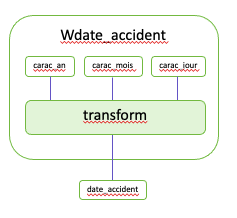 Wdate_accident
carac_an carac_mois carac_jour
transform
date_accident